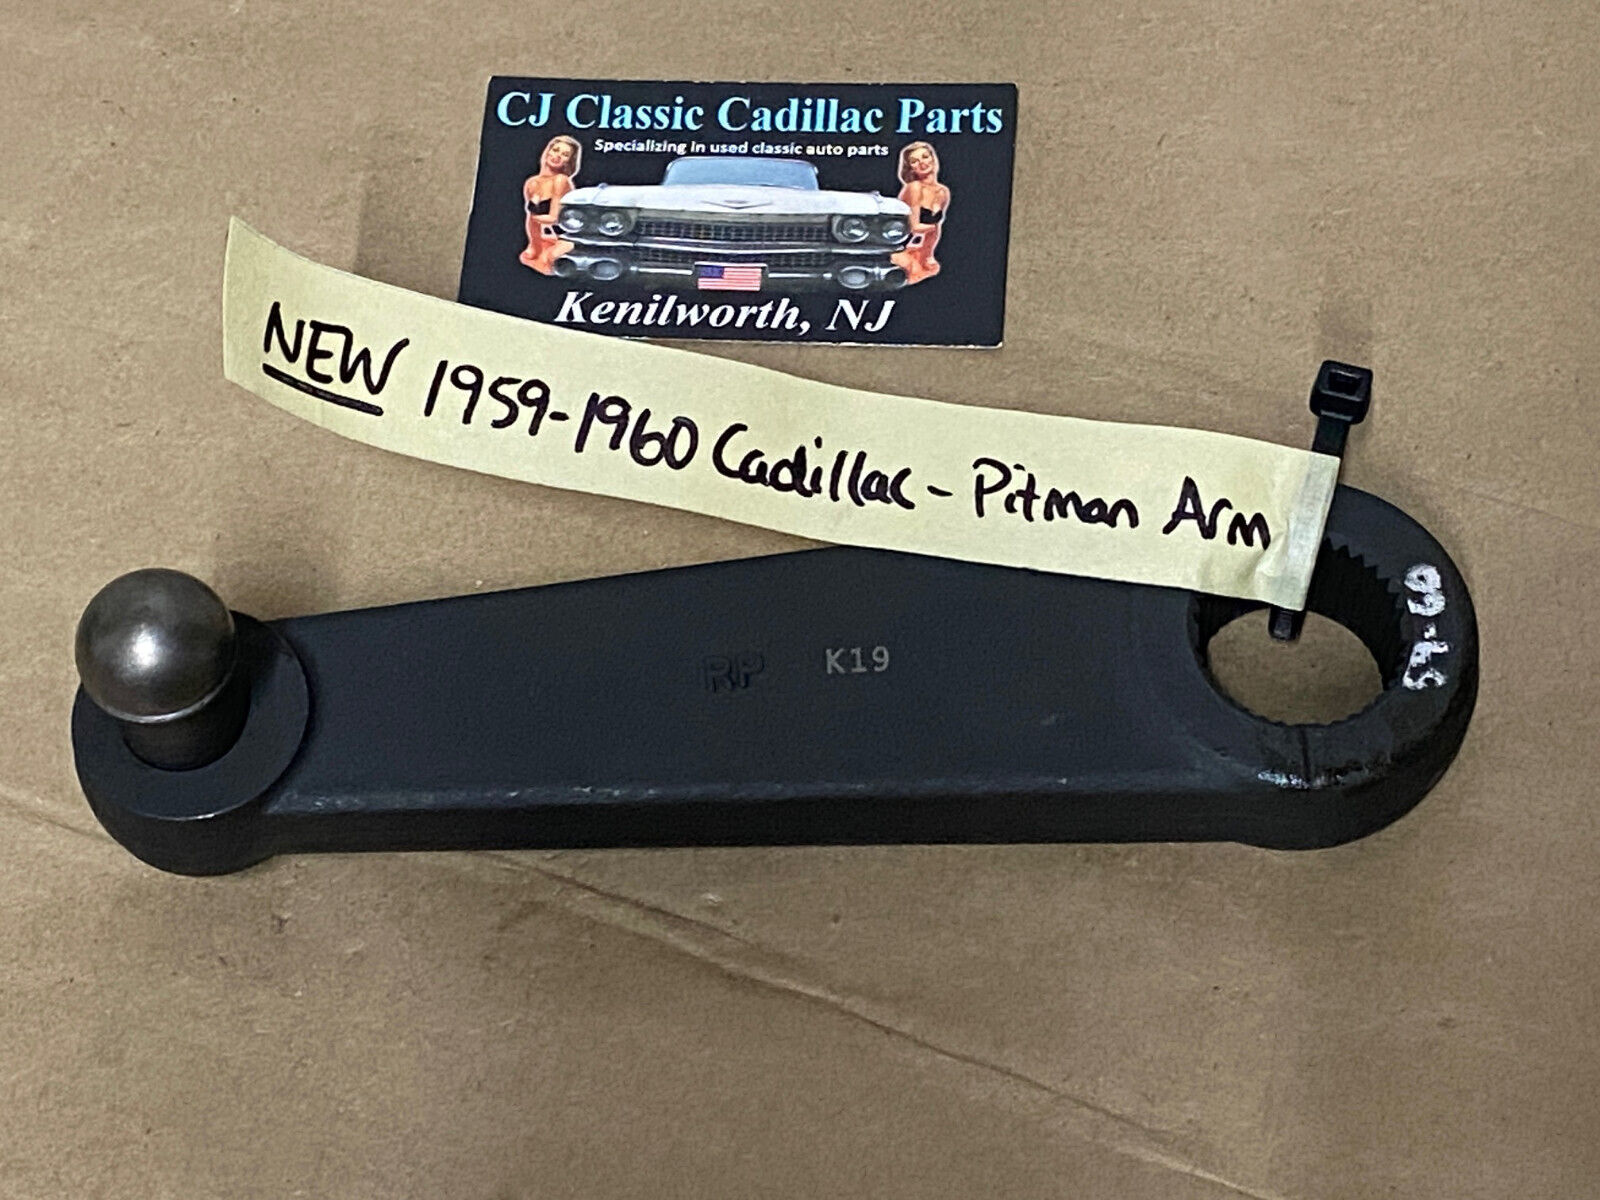 CJ Classic Cadillac Parts
Specializing in used classic auto parts
Kenilworth, NJ
NEW 1959-1960 Cadillac - Pitman Arm
RP K19